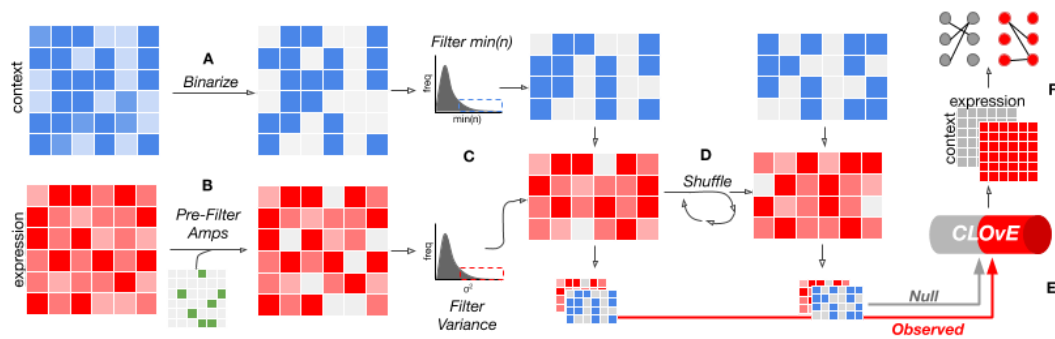 context
A
Binarize
Filter min(n)
freq
min(n)
expression
B
Pre-Filter
Amps
C
freq
σ²
Filter
Variance
D
Shuffle
Null
Observed
E
CLOvE
expression
context
F